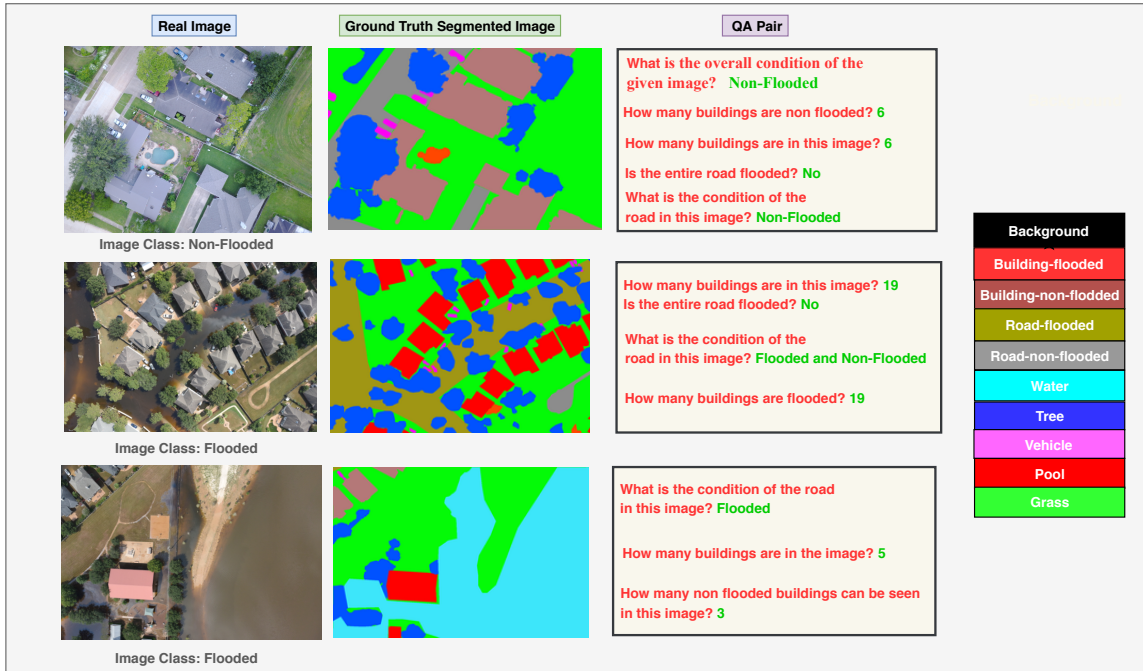 Real Image
Ground Truth Segmented Image
QA Pair
What is the overall condition of the
given image? Non-Flooded
How many buildings are non flooded? 6
How many buildings are in this image? 6
Is the entire road flooded? No
What is the condition of the
road in this image? Non-Flooded
Image Class: Non-Flooded
How many buildings are in this image? 19
Is the entire road flooded? No
What is the condition of the
road in this image? Flooded and Non-Flooded
How many buildings are flooded? 19
Image Class: Flooded
What is the condition of the road
in this image? Flooded
How many buildings are in the image? 5
How many non flooded buildings can be seen
in this image? 3
Image Class: Flooded
Background
Building-flooded
Building-non-flodded
Road-flooded
Road-non-flooded
Water
Tree
Vehicle
Pool
Grass